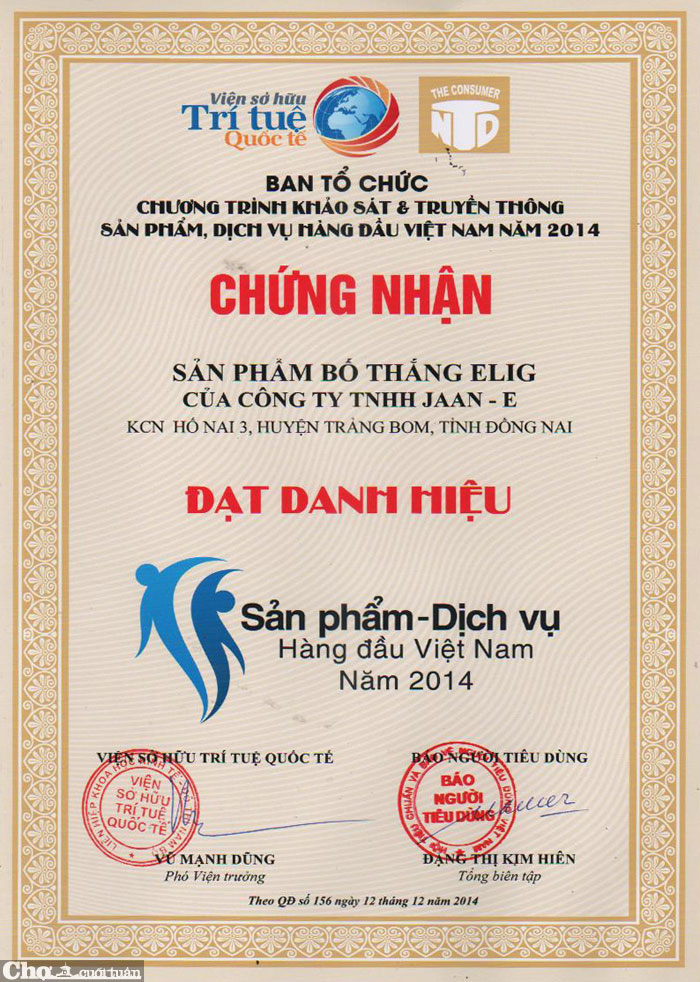 Viện sở hữu
Trí tuệ
Quốc tế
THE CONSUMER
NTD
BAN TỔ CHỨC
CHƯƠNG TRÌNH KHẢO SÁT & TRUYỀN THÔNG
SẢN PHẨM, DỊCH VỤ HÀNG ĐẦU VIỆT NAM NĂM 2014
CHỨNG NHẬN
SẢN PHẨM BỐ THẮNG ELIG
CỦA CÔNG TY TNHH JAAN - E
KCN HỐ NAI 3, HUYỆN TRẢNG BOM, TỈNH ĐỒNG NAI
ĐẠT DANH HIỆU
Sản phẩm-Dịch vụ
Hàng đầu Việt Nam
Năm 2014
VIỆN SỞ HỮU TRÍ TUỆ QUỐC TẾ
BÁO NGƯỜI TIÊU DÙNG
VIỆN
SỞ HỮU
TRÍ TUỆ
QUỐC TẾ
BÁO
NGƯỜI
TIÊU DÙNG
VŨ MẠNH DŨNG
ĐẶNG THỊ KIM HIÊN
Phó Viện trưởng
Tổng biên tập
Theo QĐ số 156 ngày 12 tháng 12 năm 2014
Chợ cuối tuần